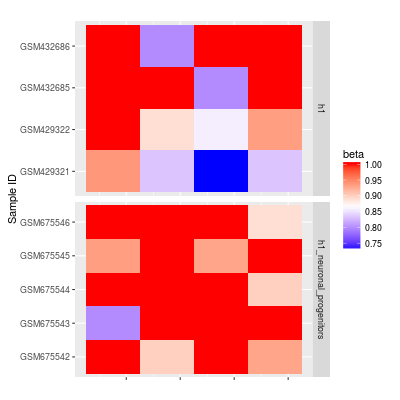 Sample ID
GSM432686
GSM432685
GSM429322
GSM429321
h1
GSM675546
GSM675545
GSM675544
GSM675543
GSM675542
h1_neuronal_progenitors
beta
1.00
0.95
0.90
0.85
0.80
0.75